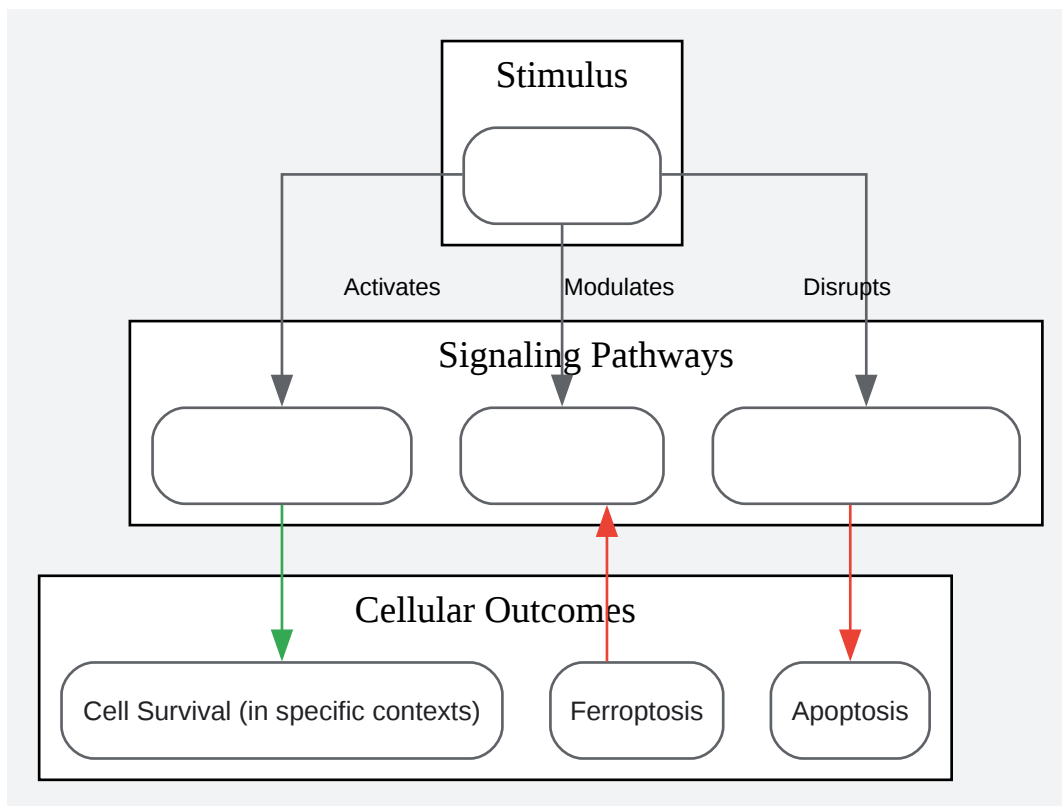 Stimulus
Activates
Modulates
Disrupts
Signaling Pathways
Cellular Outcomes
Cell Survival (in specific contexts)
Ferroptosis
Apoptosis